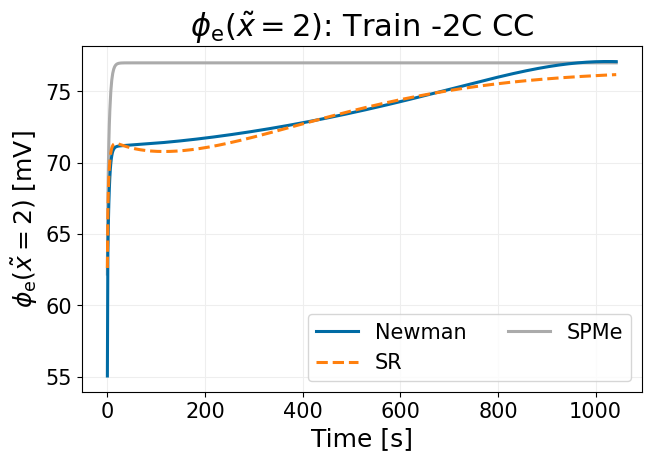 ϕₑ(x̃ = 2): Train -2C CC
ϕₑ(x̃ = 2) [mV]
75
70
65
60
55
Newman
SPMe
SR
0 200 400 600 800 1000
Time [s]